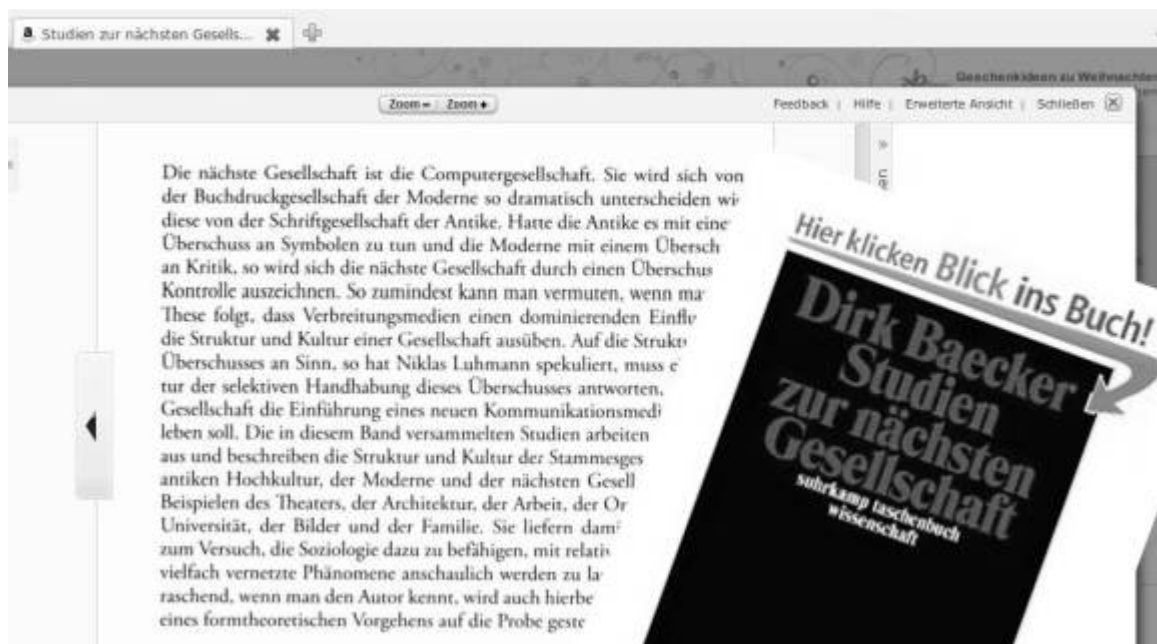 Studien zur nächsten Gesells...
Geschenkideen zu Weihnachten
Zoom - Zoom +
Feedback | Hilfe | Erweiterte Ansicht | Schließen
Die nächste Gesellschaft ist die Computergesellschaft. Sie wird sich von
der Buchdruckgesellschaft der Moderne so dramatisch unterscheiden wi
diese von der Schriftgesellschaft der Antike. Hatte die Antike es mit eine
Überschuss an Symbolen zu tun und die Moderne mit einem Übersch
an Kritik, so wird sich die nächste Gesellschaft durch einen Überschus
Kontrolle auszeichnen. So zumindest kann man vermuten, wenn ma
These folgt, dass Verbreitungsmedien einen dominierenden Einflu
die Struktur und Kultur einer Gesellschaft ausüben. Auf die Strukt
Überschusses an Sinn, so hat Niklas Luhmann spekuliert, muss e
tur der selektiven Handhabung dieses Überschusses antworten,
Gesellschaft die Einführung eines neuen Kommunikationsmedi
leben soll. Die in diesem Band versammelten Studien arbeiten
aus und beschreiben die Struktur und Kultur der Stammesges
antiken Hochkultur, der Moderne und der nächsten Gesell
Beispielen des Theaters, der Architektur, der Arbeit, der Or
Universität, der Bilder und der Familie. Sie liefern dami
zum Versuch, die Soziologie dazu zu befähigen, mit relativ
vielfach vernetzte Phänomene anschaulich werden zu la
raschend, wenn man den Autor kennt, wird auch hierbe
eines formtheoretischen Vorgehens auf die Probe geste
Hier klicken Blick ins Buch!
Dirk Baecker
Studien
zur nächsten
Gesellschaft
suhrkamp taschenbuch
wissenschaft